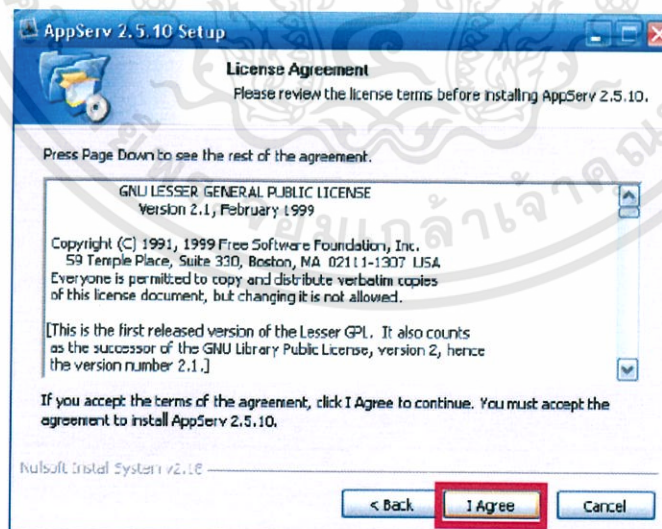 AppServ 2.5.10 Setup
License Agreement
Please review the license terms before installing AppServ 2.5.10.
Press Page Down to see the rest of the agreement.
GNU LESSER GENERAL PUBLIC LICENSE
Version 2.1, February 1999
Copyright (C) 1991, 1999 Free Software Foundation, Inc.
59 Temple Place, Suite 330, Boston, MA 02111-1307 USA
Everyone is permitted to copy and distribute verbatim copies
of this license document, but changing it is not allowed.
[This is the first released version of the Lesser GPL. It also counts
as the successor of the GNU Library Public License, version 2, hence
the version number 2.1.]
If you accept the terms of the agreement, click I Agree to continue. You must accept the
agreement to install AppServ 2.5.10.
Nullsoft Install System v2.18
< Back
I Agree
Cancel